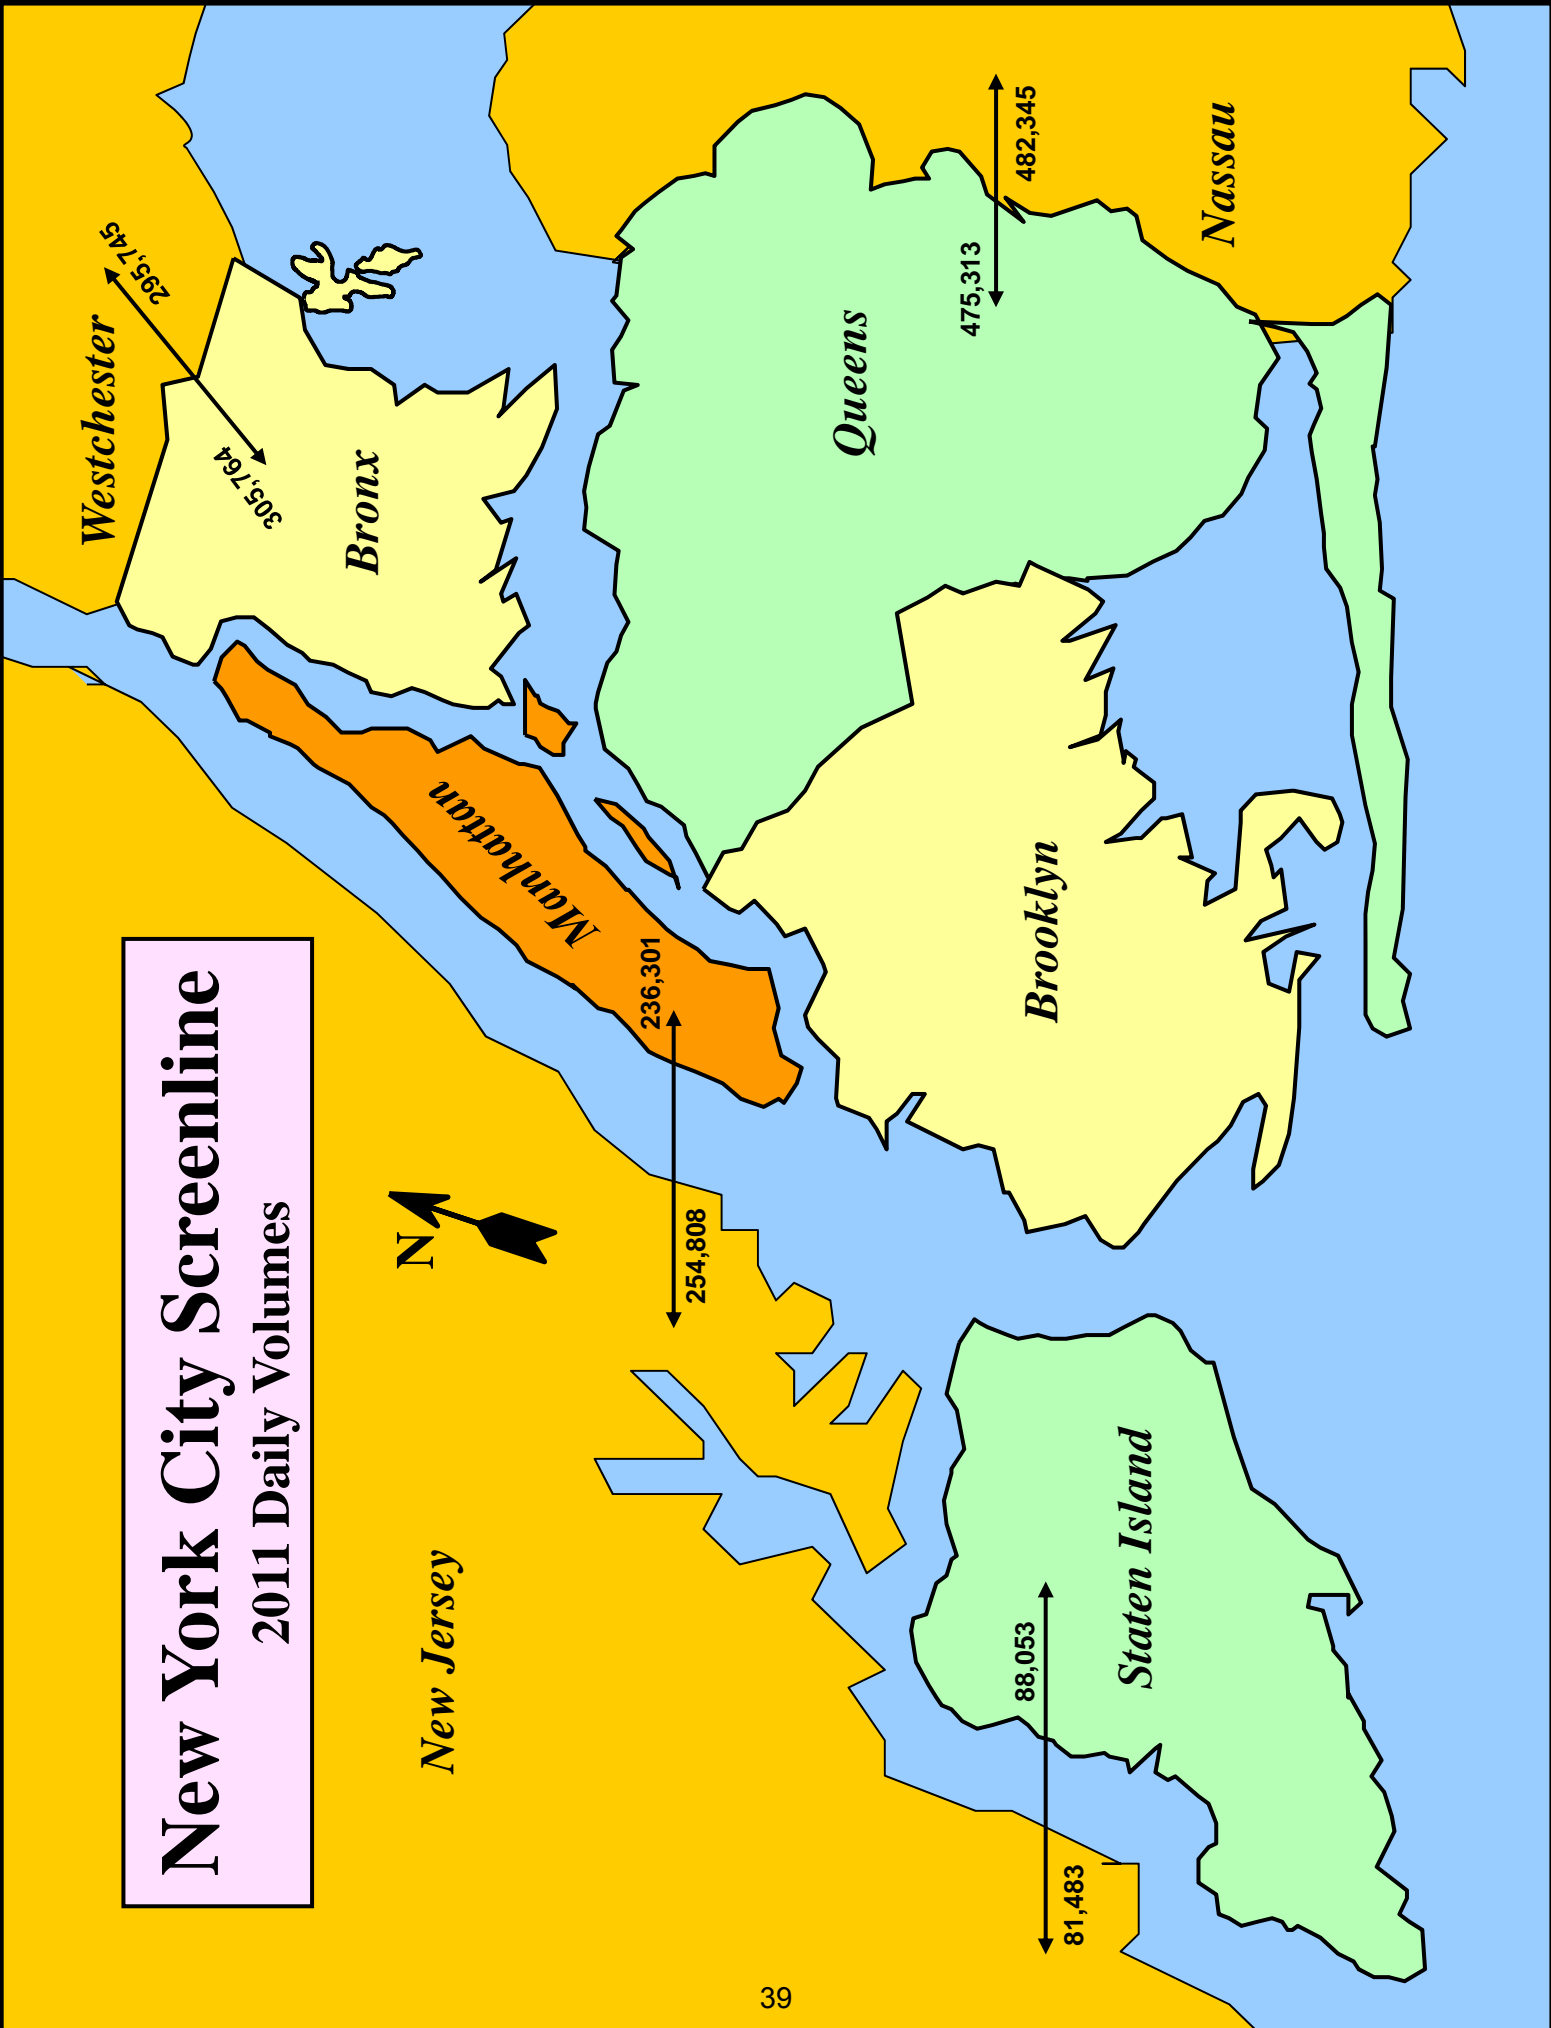 New York City Screenline
2011 Daily Volumes
Westchester
295,745
305,764
Bronx
N
Manhattan
New Jersey
236,301
254,808
Queens
475,313
482,345
Nassau
Brooklyn
88,053
81,483
Staten Island
39